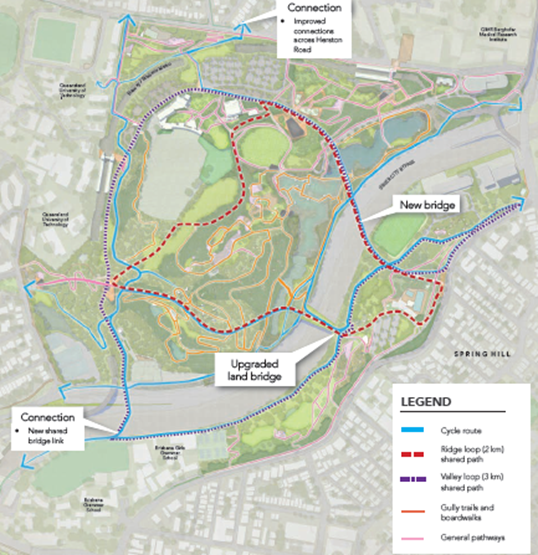 Connection
• Improved
connections
across Herston
Road
QIMR Berghofer
Medical Research
Institute
Queensland
University of
Technology
Queensland
University of
Technology
INNER CITY BYPASS
New bridge
Upgraded
land bridge
SPRING HILL
Connection
• New shared
bridge link
Brisbane Girls
Grammar
School
Brisbane
Grammar
School
LEGEND
Cycle route
Ridge loop (2 km)
shared path
Valley loop (3 km)
shared path
Gully trails and
boardwalks
General pathways